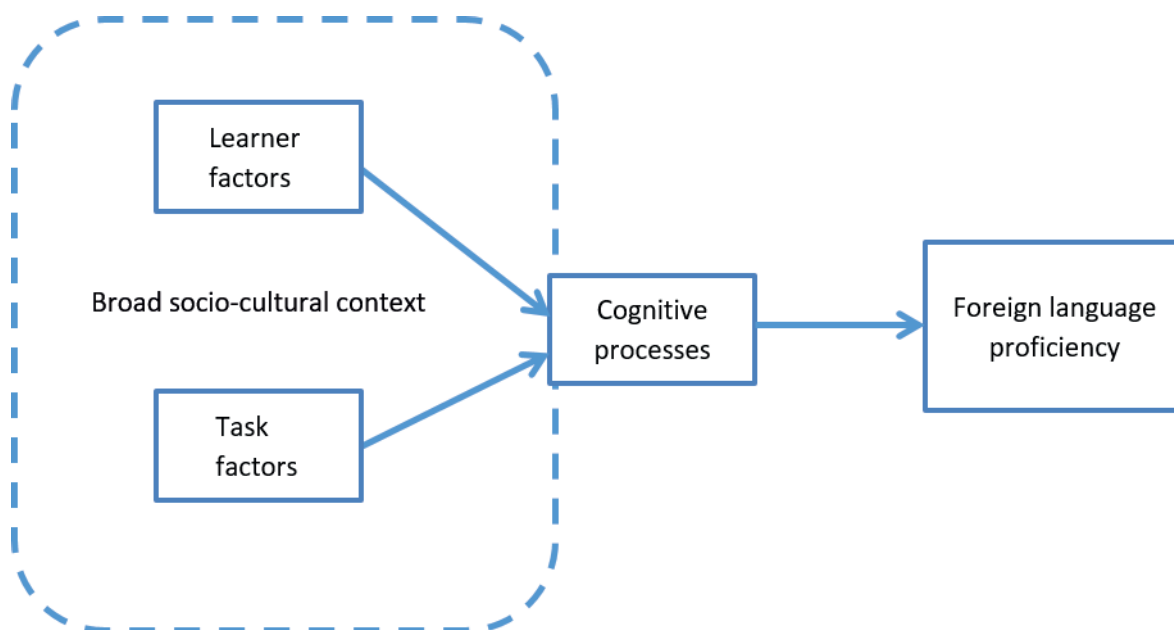 Learner
factors
Broad socio-cultural context
Task
factors
Cognitive
processes
Foreign language
proficiency